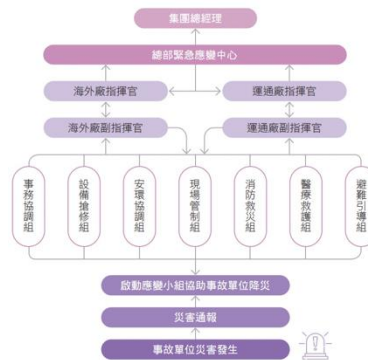 集團總經理
總部緊急應變中心
海外廠指揮官
運通廠指揮官
海外廠副指揮官
運通廠副指揮官
事務協調組
設備搶修組
安環協調組
現場管制組
消防救災組
醫療救護組
避難引導組
啟動應變小組協助事故單位降災
災害通報
事故單位災害發生